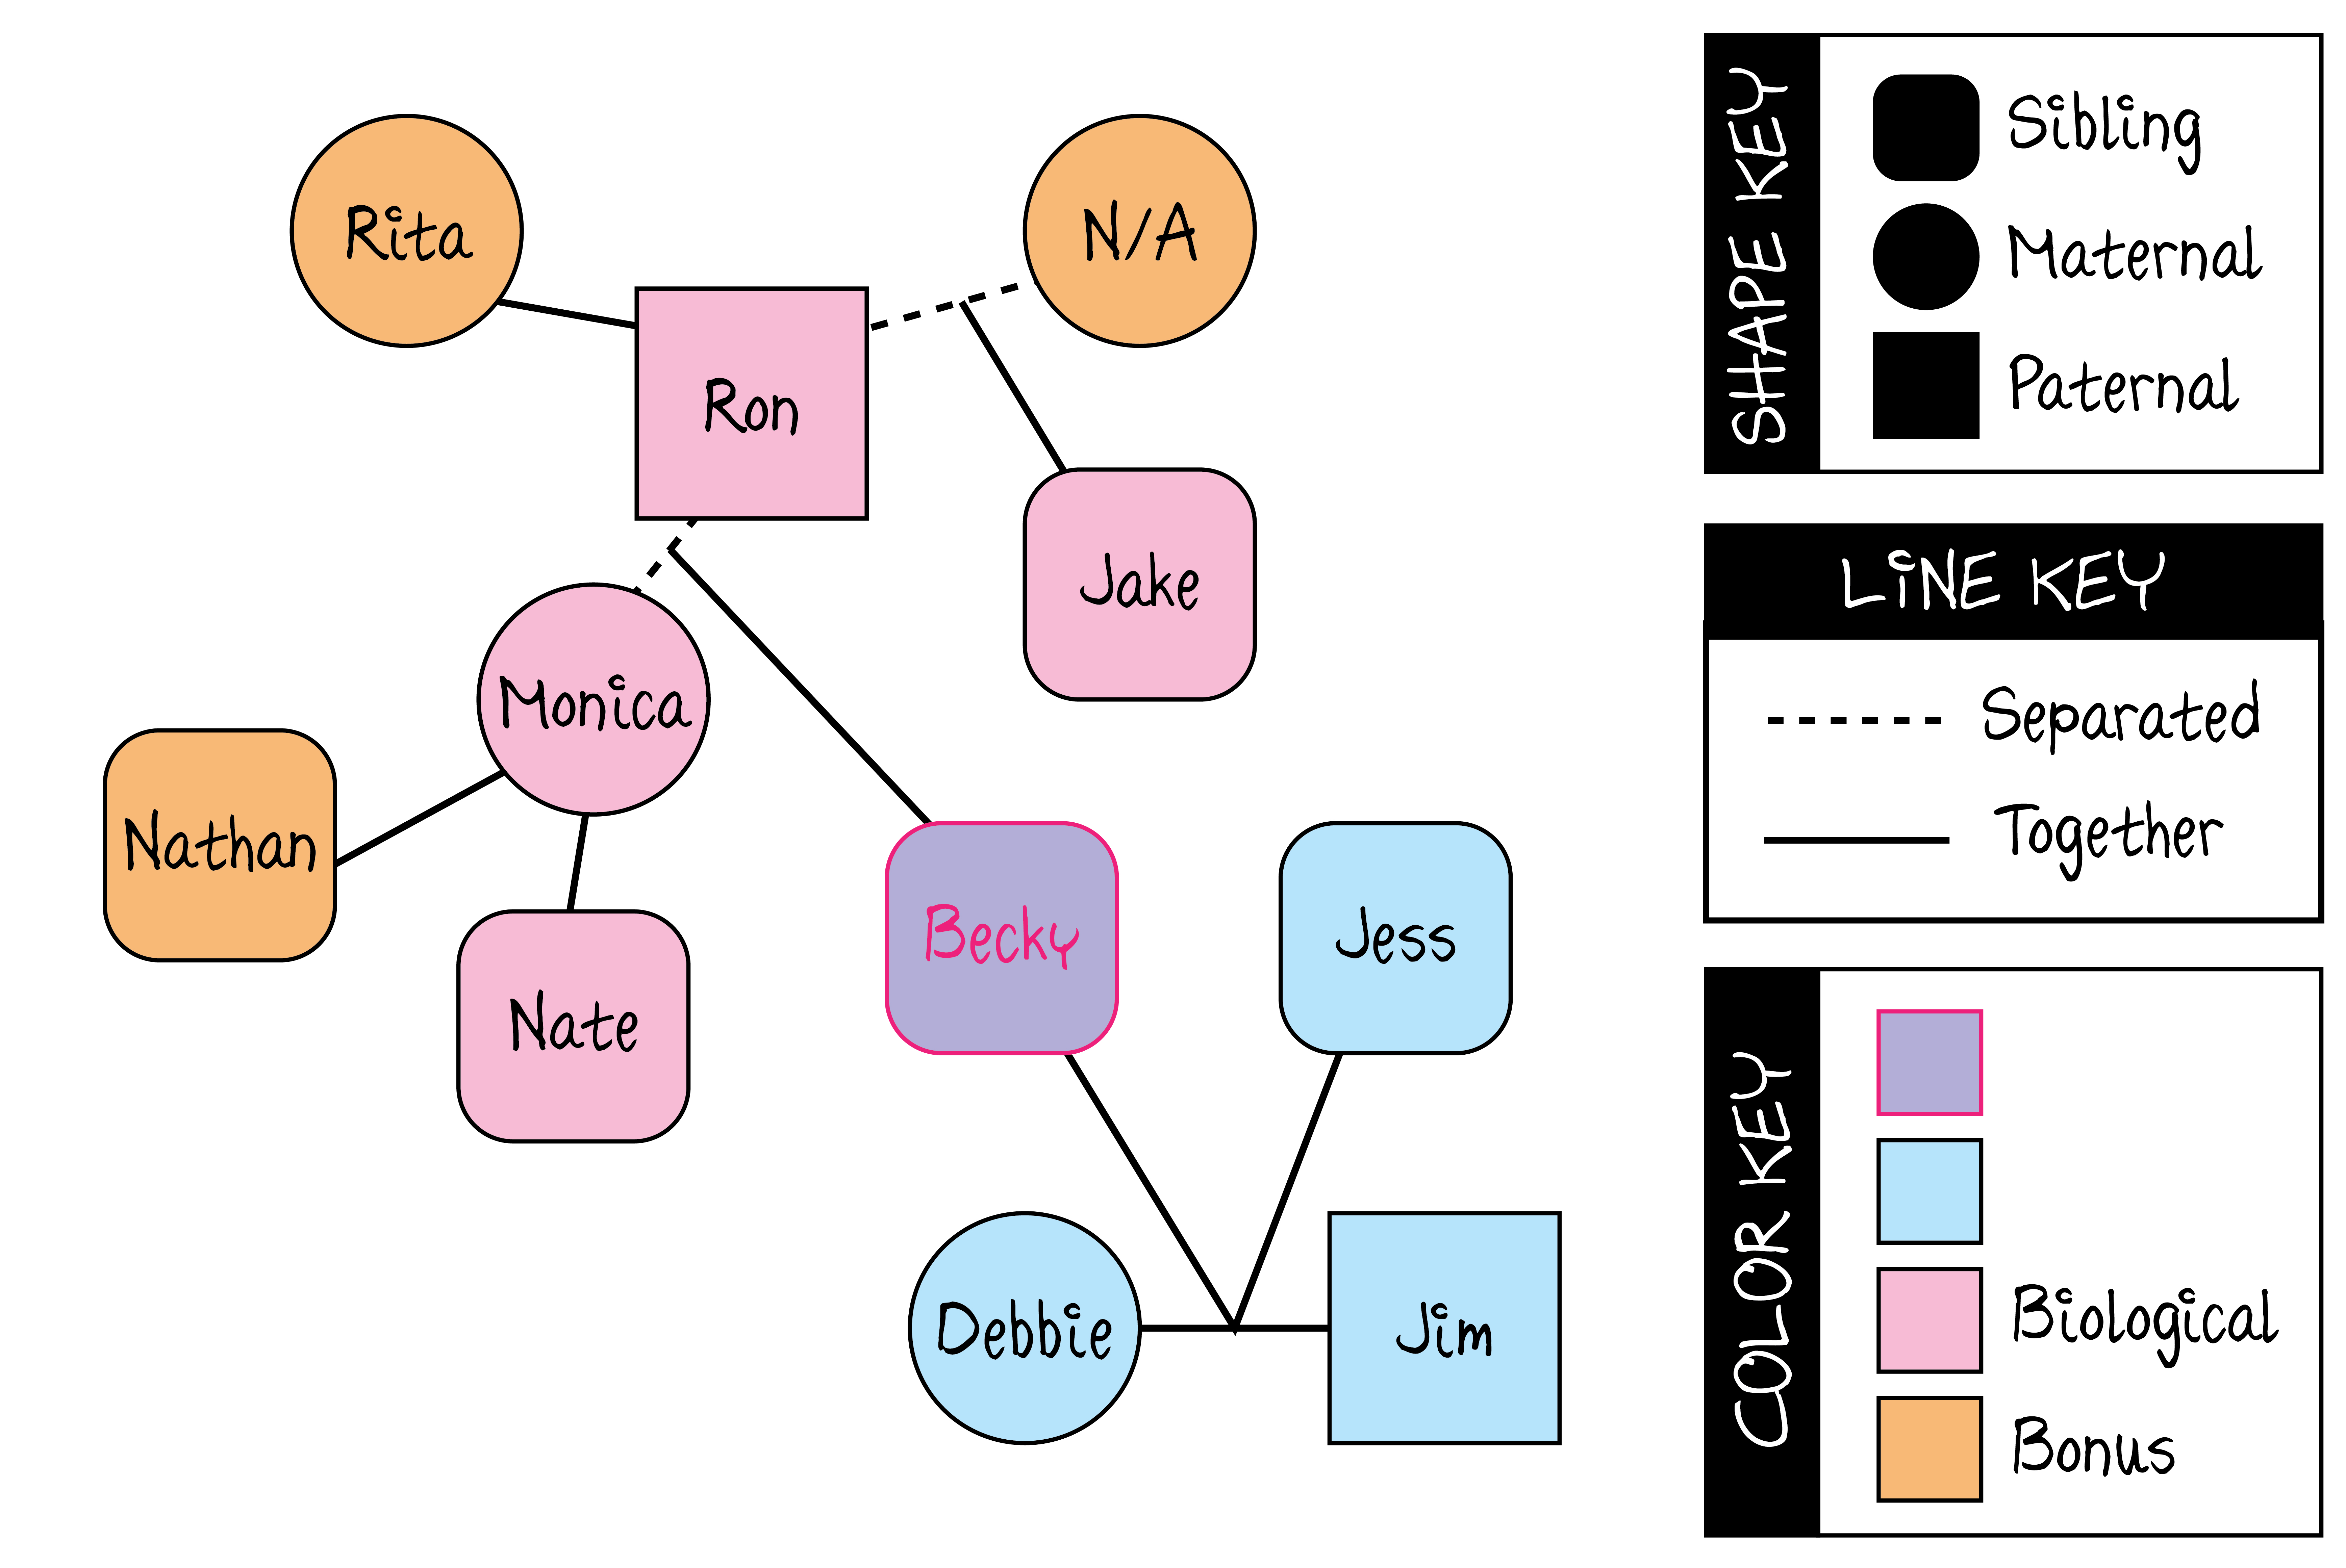 Rita
N/A
Ron
Jake
Monica
Nathan
Nate
Becky
Jess
Debbie
Jim
SHAPE KEY
Sibling
Maternal
Paternal
LiNE KEY
Separated
Together
COLOR KEY
Biological
Bonus